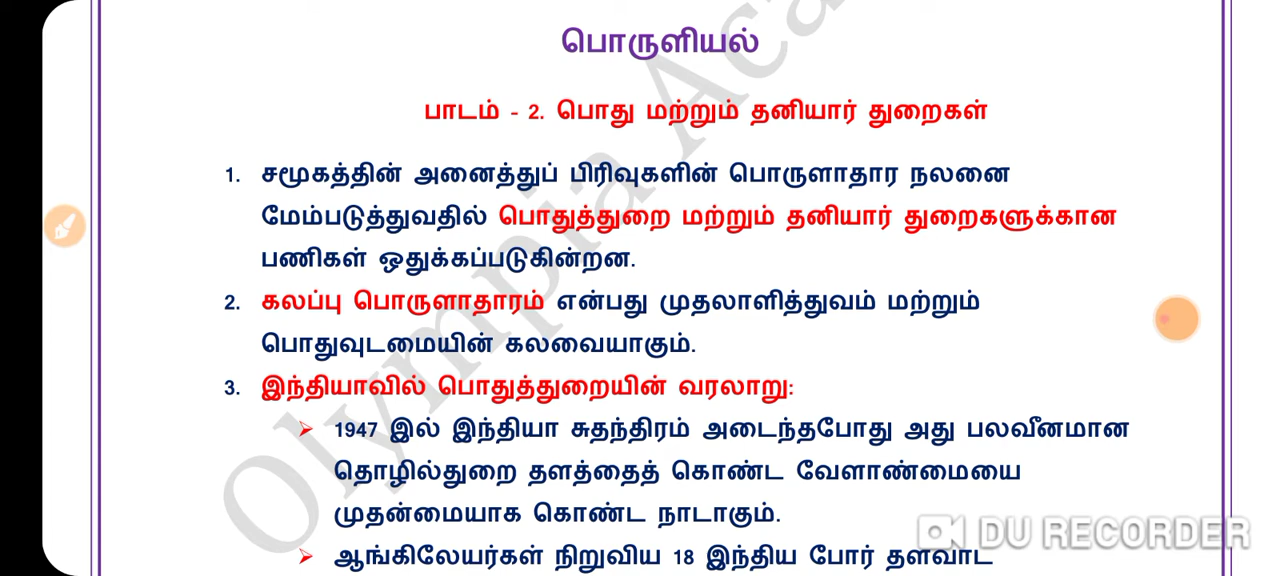 பொருளியல்
பாடம் - 2. பொது மற்றும் தனியார் துறைகள்
1. சமூகத்தின் அனைத்துப் பிரிவுகளின் பொருளாதார நலனை
மேம்படுத்துவதில் பொதுத்துறை மற்றும் தனியார் துறைகளுக்கான
பணிகள் ஒதுக்கப்படுகின்றன.
2. கலப்பு பொருளாதாரம் என்பது முதலாளித்துவம் மற்றும்
பொதுவுடமையின் கலவையாகும்.
3. இந்தியாவில் பொதுத்துறையின் வரலாறு:
➢ 1947 இல் இந்தியா சுதந்திரம் அடைந்தபோது அது பலவீனமான
தொழில்துறை தளத்தைத் கொண்ட வேளாண்மையை
முதன்மையாக கொண்ட நாடாகும்.
➢ ஆங்கிலேயர்கள் நிறுவிய 18 இந்திய போர் தளவாட
Olympia Aca
DU RECORDER